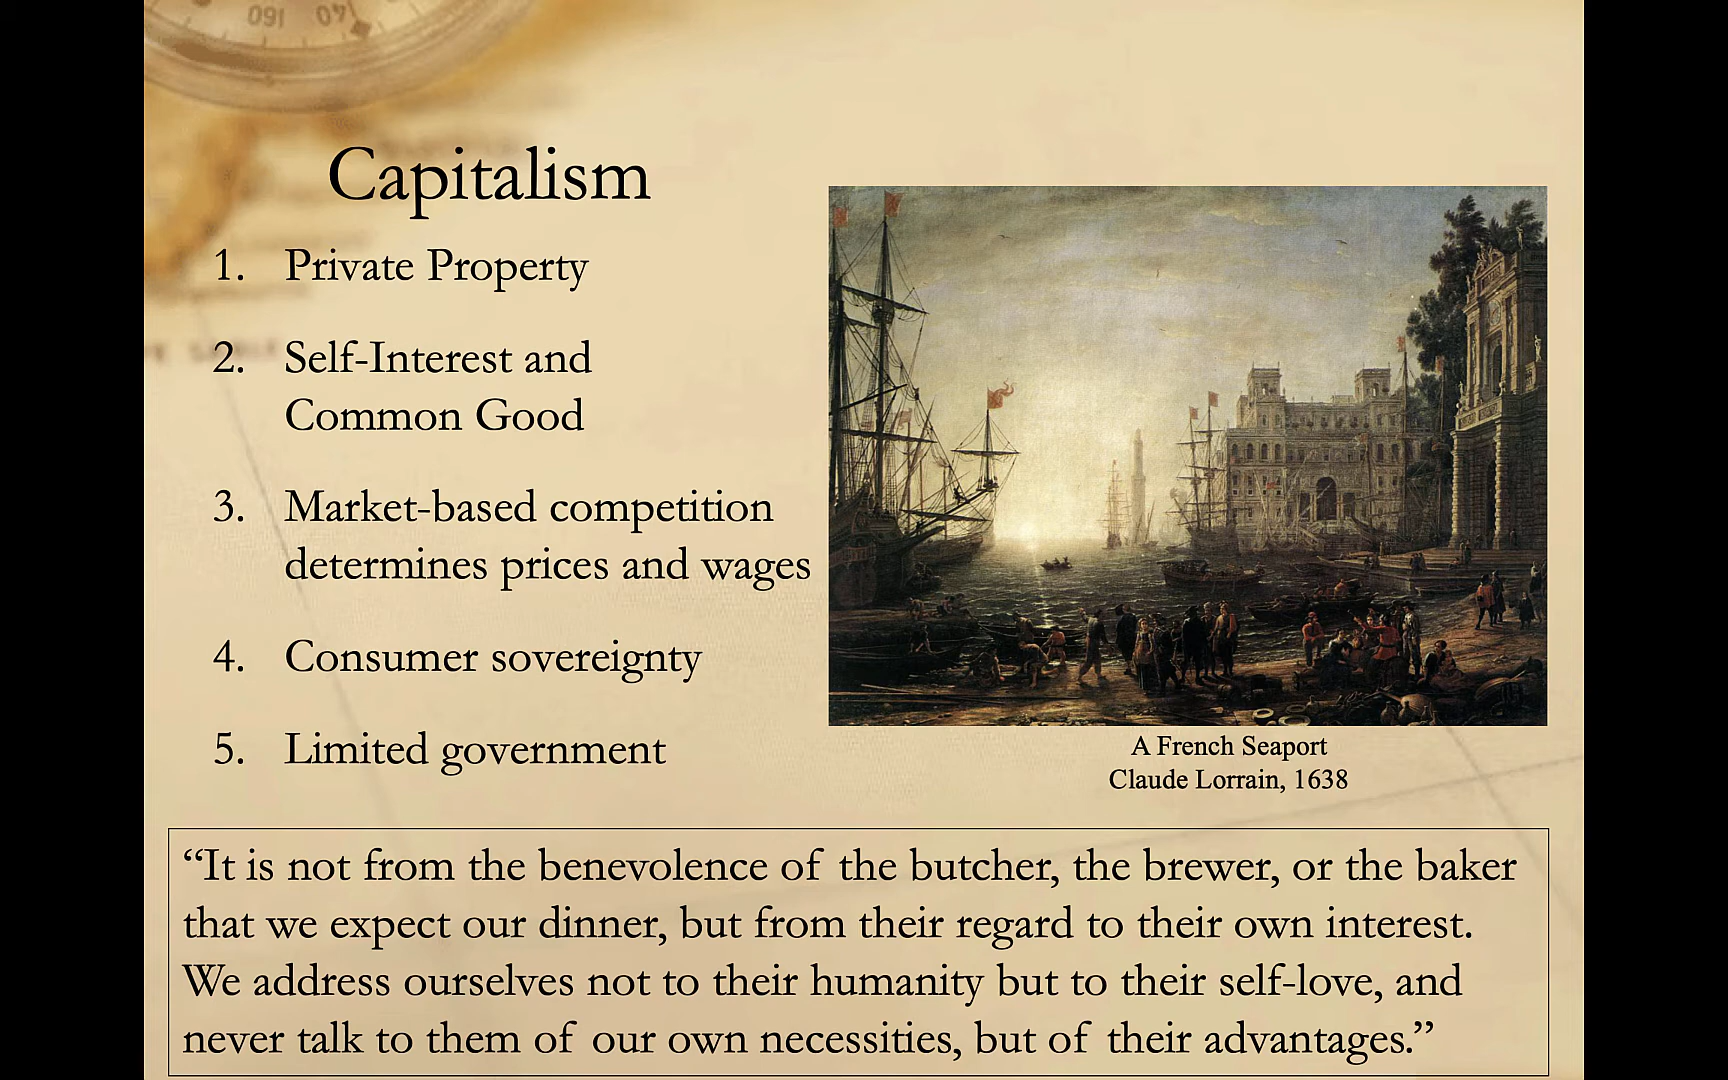 160
Capitalism
1. Private Property
2. Self-Interest and
Common Good
3. Market-based competition
determines prices and wages
4. Consumer sovereignty
5. Limited government
A French Seaport
Claude Lorrain, 1638
“It is not from the benevolence of the butcher, the brewer, or the baker
that we expect our dinner, but from their regard to their own interest.
We address ourselves not to their humanity but to their self-love, and
never talk to them of our own necessities, but of their advantages.”